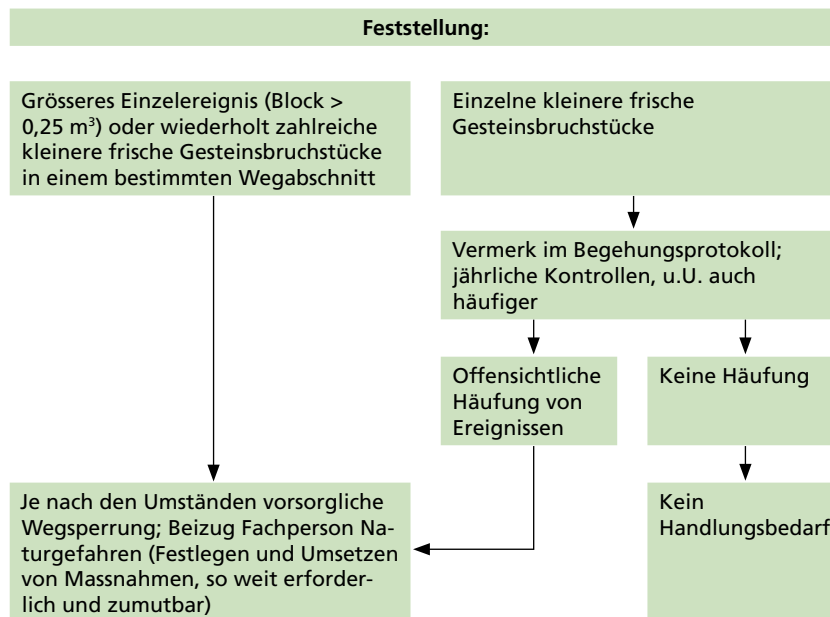 Feststellung:
Grösseres Einzelereignis (Block >
0,25 m³) oder wiederholt zahlreiche
kleinere frische Gesteinsbruchstücke
in einem bestimmten Wegabschnitt
Einzelne kleinere frische
Gesteinsbruchstücke
Vermerk im Begehungsprotokoll;
jährliche Kontrollen, u.U. auch
häufiger
Offensichtliche
Häufung von
Ereignissen
Keine Häufung
Je nach den Umständen vorsorgliche
Wegsperrung; Beizug Fachperson Na-
turgefahren (Festlegen und Umsetzen
von Massnahmen, so weit erforder-
lich und zumutbar)
Kein
Handlungsbedarf